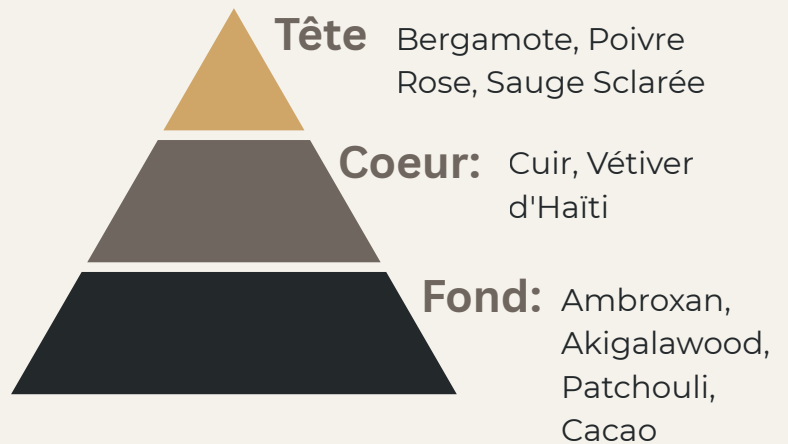 Tête
Bergamote, Poivre
Rose, Sauge Sclarée
Coeur:
Cuir, Vétiver
d'Haïti
Fond:
Ambroxan,
Akigalawood,
Patchouli,
Cacao